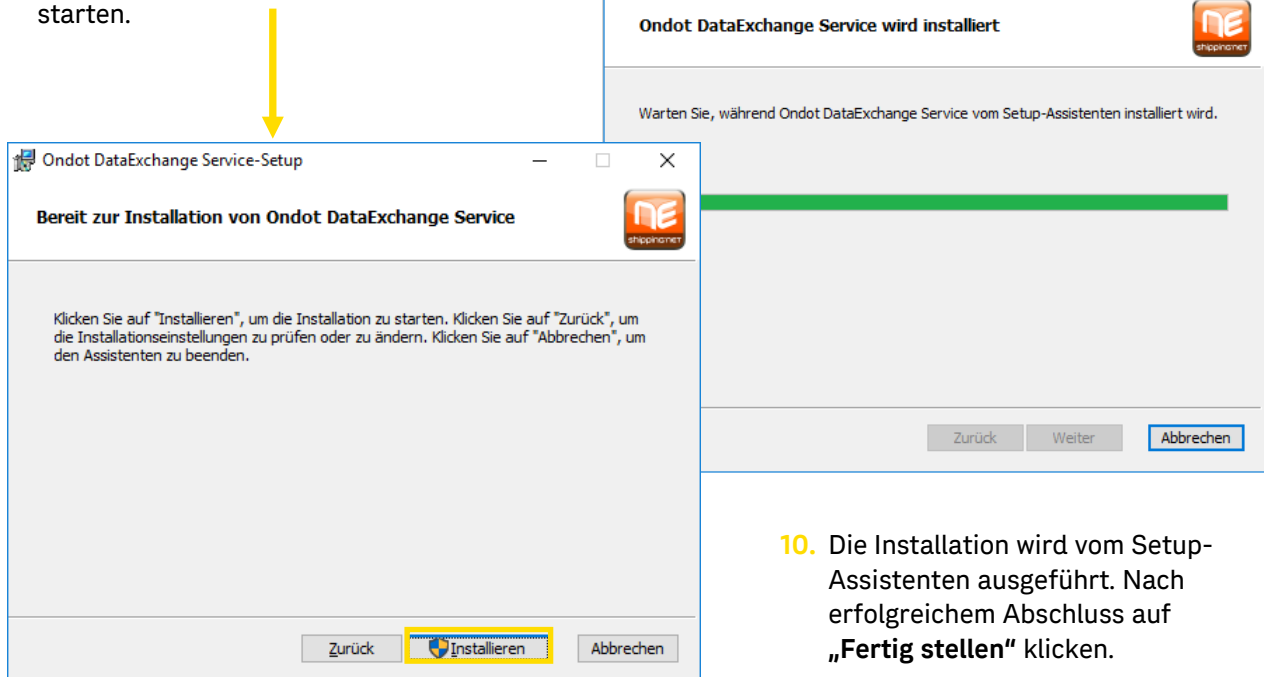 starten.
Ondot DataExchange Service wird installiert
NE
shippingnet
Warten Sie, während Ondot DataExchange Service vom Setup-Assistenten installiert wird.
Zurück Weiter Abbrechen
Ondot DataExchange Service-Setup
Bereit zur Installation von Ondot DataExchange Service
NE
shippingnet
Klicken Sie auf "Installieren", um die Installation zu starten. Klicken Sie auf "Zurück", um
die Installationseinstellungen zu prüfen oder zu ändern. Klicken Sie auf "Abbrechen", um
den Assistenten zu beenden.
Zurück Installieren Abbrechen
10. Die Installation wird vom Setup-
Assistenten ausgeführt. Nach
erfolgreichem Abschluss auf
„Fertig stellen“ klicken.